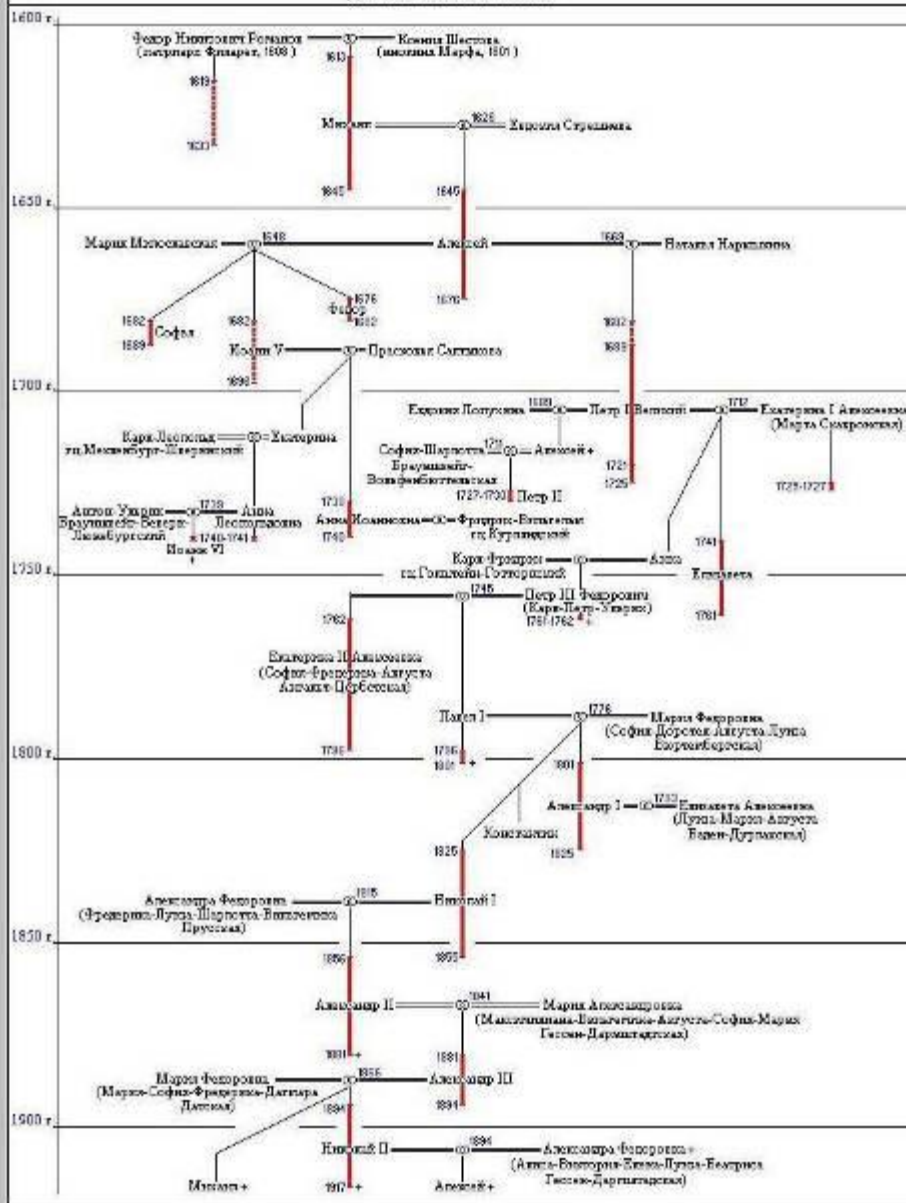 1600 г.
Федор Никитович Романов
(патриарх Филарет, 1608)
Ксения Шестова
(инокиня Марфа, 1601)
1613
1619
1633
Михаил
1626
Евдокия Стрешнева
1645
1645
1650 г.
Мария Милославская
1648
Алексей
1669
Наталья Нарышкина
1676
1676
Федор
1682
1682
София
1689
1682
Иоанн V
1696
Прасковья Салтыкова
1682
1689
1700 г.
Евдокия Лопухина
1689
Петр I Великий
1712
Екатерина I Алексеевна
(Марта Скавронская)
Карл-Леопольд
гц. Мекленбург-Шверинский
Екатерина
София-Шарлотта
Брауншвейг-
Вольфенбюттельская
1711
Алексей +
1721
1725
1725-1727
1727-1730
Петр II
Антон-Ульрих
Брауншвейг-Беверн-
Люнебургский
1739
Анна
Леопольдовна
1740-1741
Иоанн VI
+
1730
Анна Иоанновна
1740
Фридрих-Вильгельм
гц. Курляндский
Карл-Фридрих
гц. Гольштейн-Готторпский
Анна
1741
Елизавета
1761
1750 г.
1745
Петр III Федорович
(Карл-Петр-Ульрих)
1761-1762 +
1762
Екатерина II Алексеевна
(София-Фредерика-Августа
Ангальт-Цербстская)
1796
Павел I
1796
1801 +
1776
Мария Федоровна
(София-Доротея-Августа-Луиза
Вюртембергская)
1800 г.
1801
Александр I
1793
Елизавета Алексеевна
(Луиза-Мария-Августа
Баден-Дурлахская)
Константин
1825
1825
Александра Федоровна
(Фредерика-Луиза-Шарлотта-Вильгельмина
Прусская)
1815
Николай I
1850 г.
1855
1856
Александр II
1841
Мария Александровна
(Максимилиана-Вильгельмина-Августа-София-Мария
Гессен-Дармштадтская)
1881 +
1881
Мария Федоровна
(Мария-София-Фредерика-Дагмара
Датская)
1866
Александр III
1894
1894
1900 г.
Николай II
1894
Александра Федоровна +
(Алиса-Виктория-Елена-Луиза-Беатриса
Гессен-Дармштадтская)
Михаил +
1917 +
Алексей +